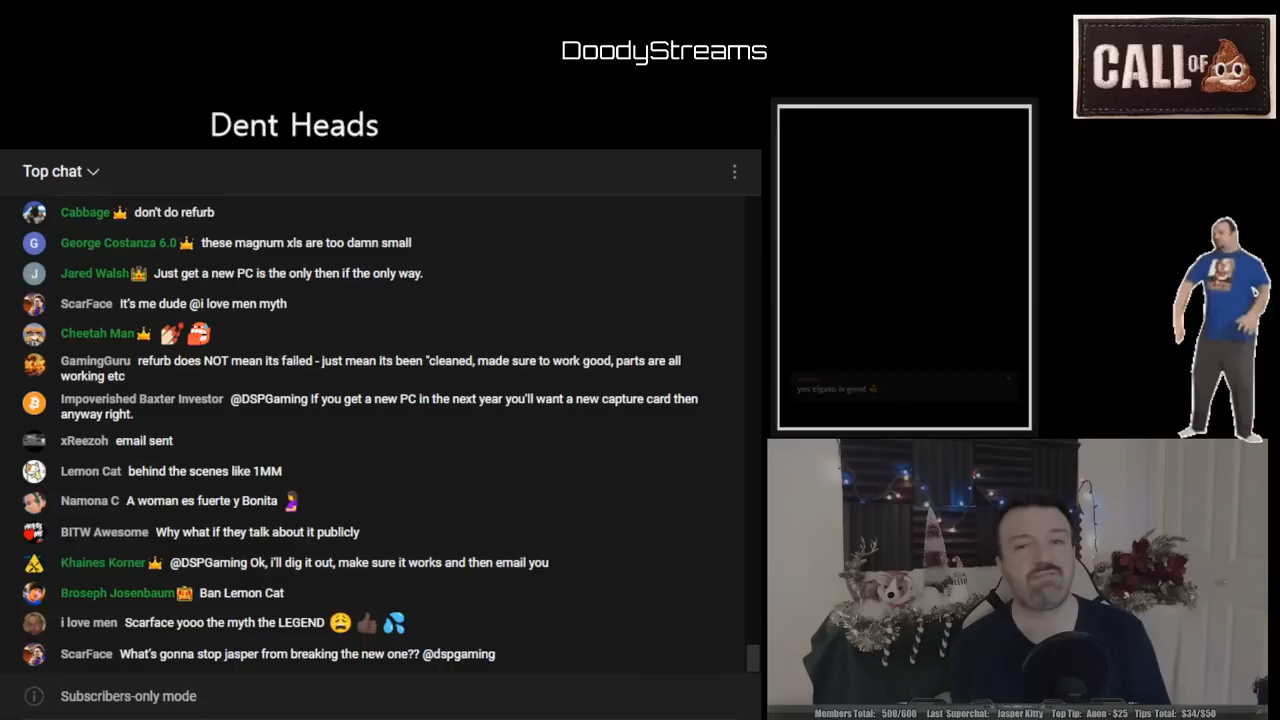 DoodyStreams
CALL OF
Dent Heads
Top chat
Cabbage don't do refurb
George Costanza 6.0 these magnum xls are too damn small
Jared Walsh Just get a new PC is the only then if the only way.
ScarFace It's me dude @i love men myth
Cheetah Man
GamingGuru refurb does NOT mean its failed - just mean its been "cleaned, made sure to work good, parts are all
working etc
Impoverished Baxter Investor @DSPGaming If you get a new PC in the next year you'll want a new capture card then
anyway right.
xReezoh email sent
Lemon Cat behind the scenes like 1MM
Namona C A woman es fuerte y Bonita
BITW Awesome Why what if they talk about it publicly
Khaines Korner @DSPGaming Ok, i'll dig it out, make sure it works and then email you
Broseph Josenbaum Ban Lemon Cat
i love men Scarface yooo the myth the LEGEND
ScarFace What's gonna stop jasper from breaking the new one?? @dspgaming
Subscribers-only mode
yes elgato is good
Members Total: 500/600 Last Superchat: Jasper Kitty Top Tip: Anon - $25 Tips Total: $34/$50